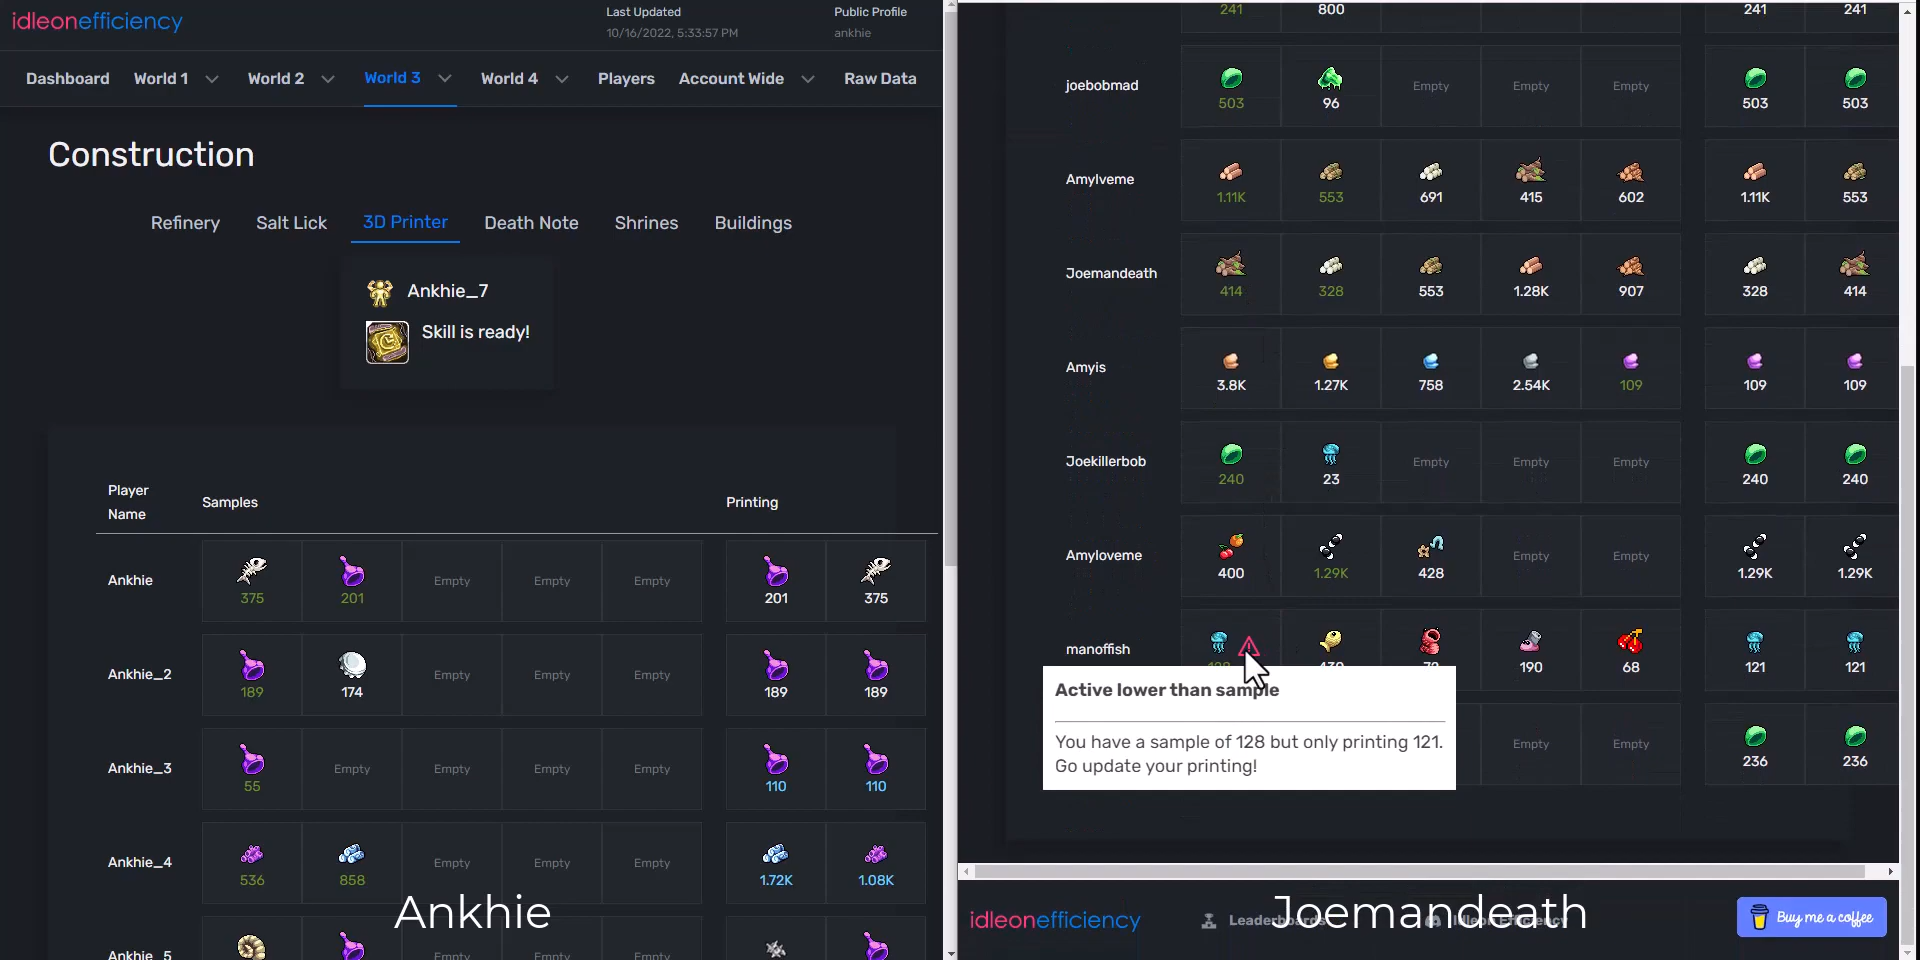 idleonefficiency
Last Updated
10/16/2022, 5:33:57 PM
Public Profile
ankhie
Dashboard World 1 World 2 World 3 World 4 Players Account Wide Raw Data
Construction
Refinery Salt Lick 3D Printer Death Note Shrines Buildings
Ankhie_7
Skill is ready!
Player Name Samples Printing
Ankhie Empty Empty Empty
375 201 201 375
Ankhie_2 Empty Empty Empty
189 174 189 189
Ankhie_3 Empty Empty Empty Empty
55 110 110
Ankhie_4 Empty Empty Empty
536 858 1.72K 1.08K
Ankhie_5 Empty Empty Empty
Ankhie
241 800 241 241
joebobmad Empty Empty Empty
503 96 503 503
Amylveme
1.11K 553 691 415 602 1.11K 553
Joemandeath
414 328 553 1.28K 907 328 414
Amyis
3.8K 1.27K 758 2.54K 109 109 109
Joekillerbob Empty Empty Empty
240 23 240 240
Amyloveme Empty Empty
400 1.29K 428 1.29K 1.29K
manoffish
190 68 121 121
Active lower than sample
You have a sample of 128 but only printing 121.
Go update your printing!
Empty Empty
236 236
idleonefficiency
Leaderboards
Joemandeath
Buy me a coffee